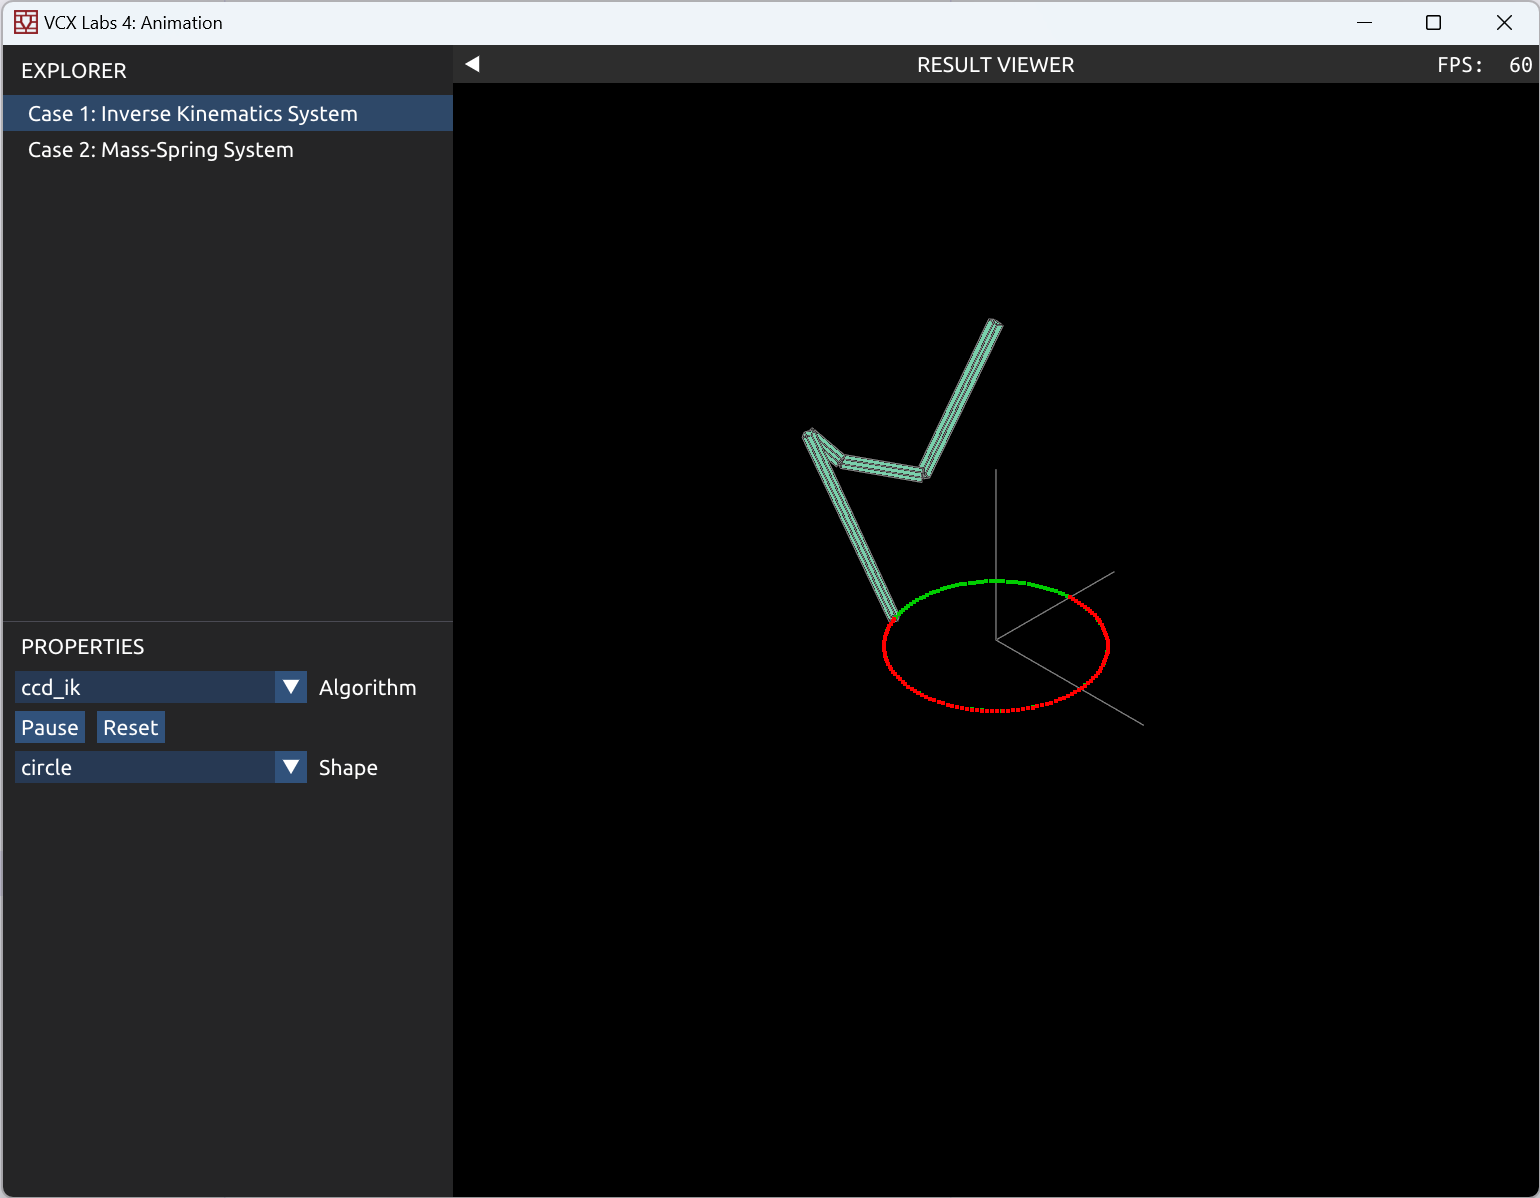 VCX Labs 4: Animation
EXPLORER
Case 1: Inverse Kinematics System
Case 2: Mass-Spring System
PROPERTIES
ccd_ik Algorithm
Pause Reset
circle Shape
RESULT VIEWER FPS: 60